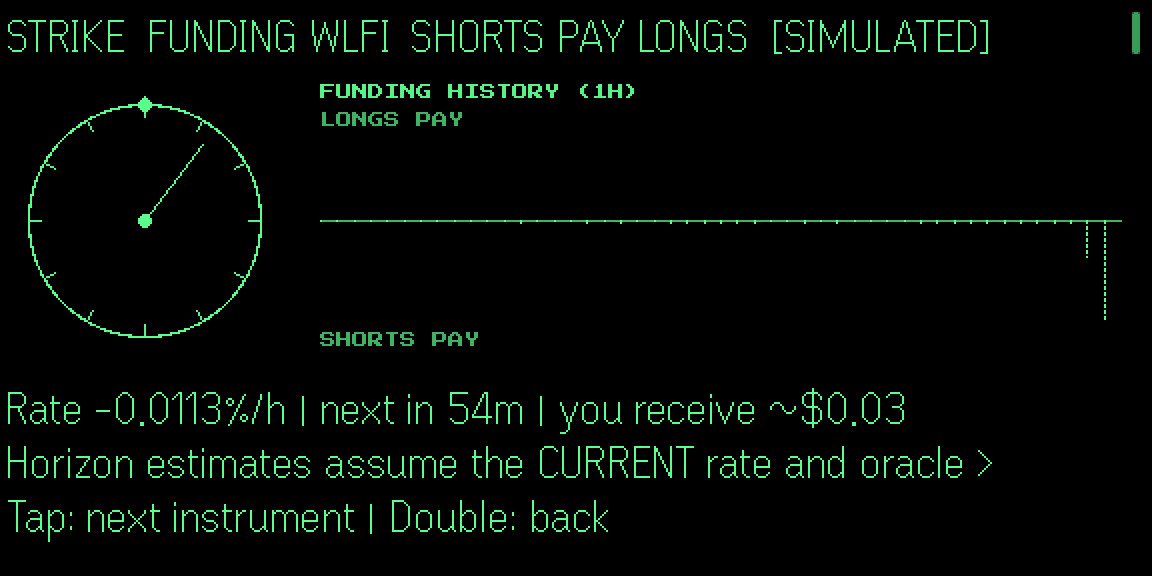 STRIKE FUNDING WLFI SHORTS PAY LONGS [SIMULATED]
FUNDING HISTORY (1H)
LONGS PAY
SHORTS PAY
Rate -0.0113%/h | next in 54m | you receive ~$0.03
Horizon estimates assume the CURRENT rate and oracle >
Tap: next instrument | Double: back